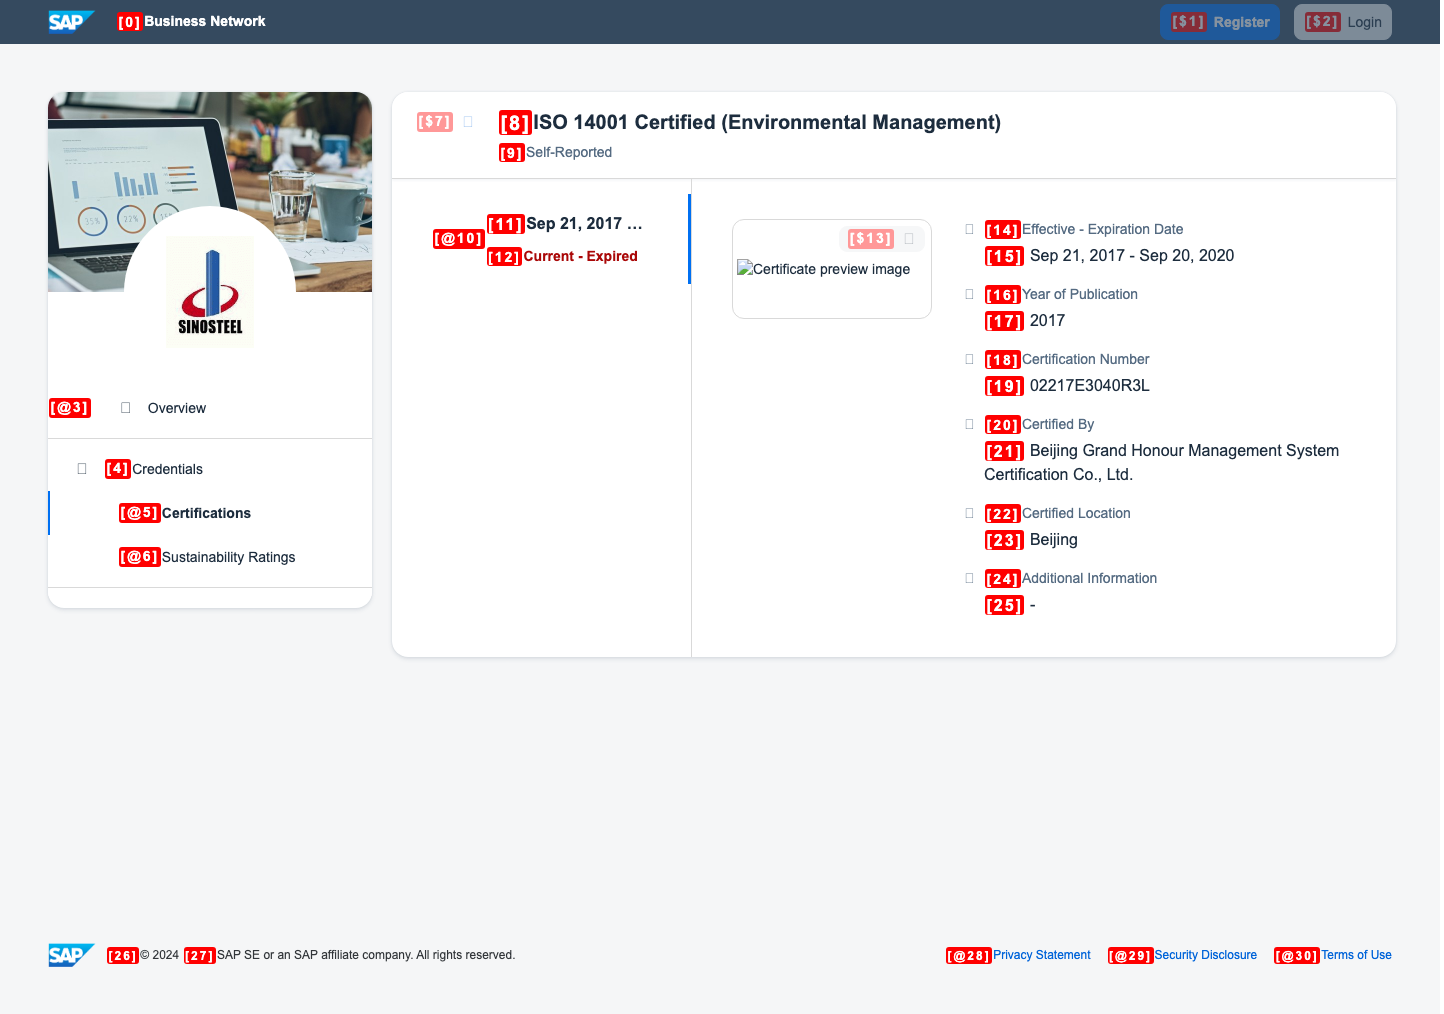 SAP [0] Business Network [$1] Register [$2] Login
35% 22%
SINOSTEEL
[@3] Overview
[4] Credentials
[@5] Certifications
[@6] Sustainability Ratings
[$7] [8] ISO 14001 Certified (Environmental Management)
[9] Self-Reported
[@10] [11] Sep 21, 2017 ...
[12] Current - Expired
[$13]
Certificate preview image
[14] Effective - Expiration Date
[15] Sep 21, 2017 - Sep 20, 2020
[16] Year of Publication
[17] 2017
[18] Certification Number
[19] 02217E3040R3L
[20] Certified By
[21] Beijing Grand Honour Management System
Certification Co., Ltd.
[22] Certified Location
[23] Beijing
[24] Additional Information
[25] -
SAP [26] © 2024 [27] SAP SE or an SAP affiliate company. All rights reserved. [@28] Privacy Statement [@29] Security Disclosure [@30] Terms of Use